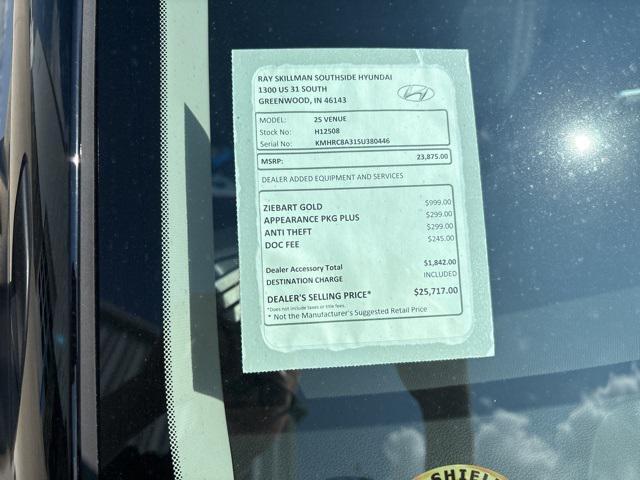 RAY SKILLMAN SOUTHSIDE HYUNDAI
1300 US 31 SOUTH
GREENWOOD, IN 46143
MODEL: 25 VENUE
Stock No: H12508
Serial No: KMHRC8A31SU380446
MSRP: 23,875.00
DEALER ADDED EQUIPMENT AND SERVICES
ZIEBART GOLD $999.00
APPEARANCE PKG PLUS $299.00
ANTI THEFT $299.00
DOC FEE $245.00
Dealer Accessory Total $1,842.00
DESTINATION CHARGE INCLUDED
DEALER'S SELLING PRICE* $25,717.00
*Does not include taxes or title fees.
* Not the Manufacturer's Suggested Retail Price
SHIELD